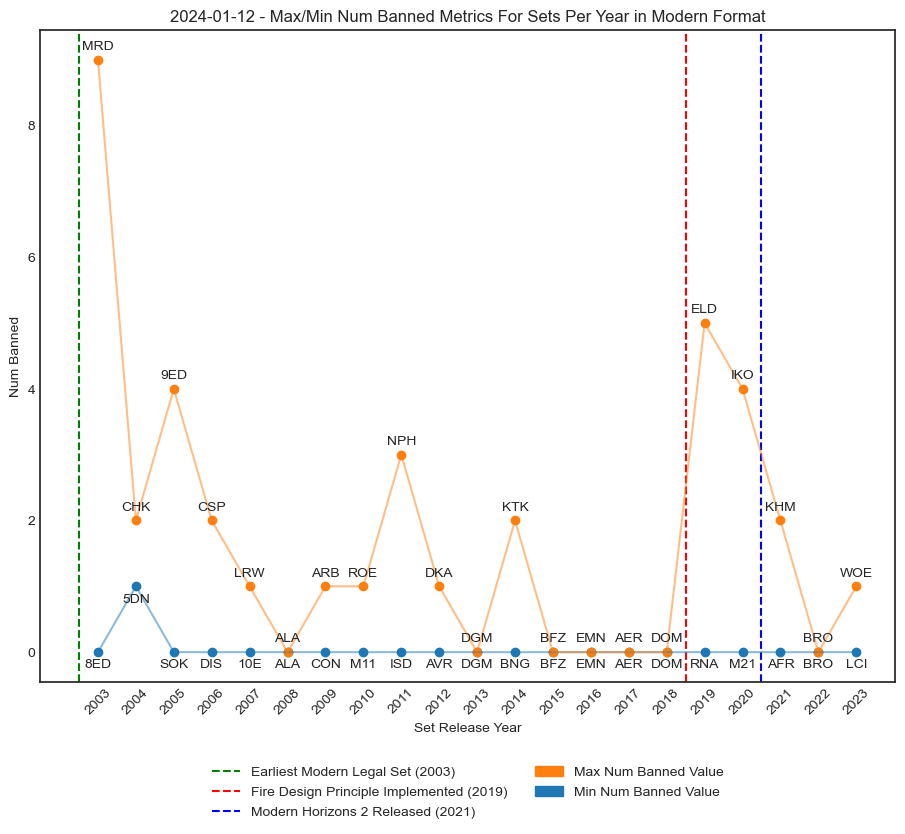 2024-01-12 - Max/Min Num Banned Metrics For Sets Per Year in Modern Format
MRD
8
6
ELD
9ED
IKO
4
NPH
CHK
CSP
KTK
KHM
2
LRW
ARB
ROE
DKA
WOE
5DN
ALA
DGM
BFZ
EMN
AER
DOM
BRO
0
8ED
SOK
DIS
10E
ALA
CON
M11
ISD
AVR
DGM
BNG
BFZ
EMN
AER
DOM
RNA
M21
AFR
BRO
LCI
Num Banned
2003
2004
2005
2006
2007
2008
2009
2010
2011
2012
2013
2014
2015
2016
2017
2018
2019
2020
2021
2022
2023
Set Release Year
Earliest Modern Legal Set (2003)
Fire Design Principle Implemented (2019)
Modern Horizons 2 Released (2021)
Max Num Banned Value
Min Num Banned Value